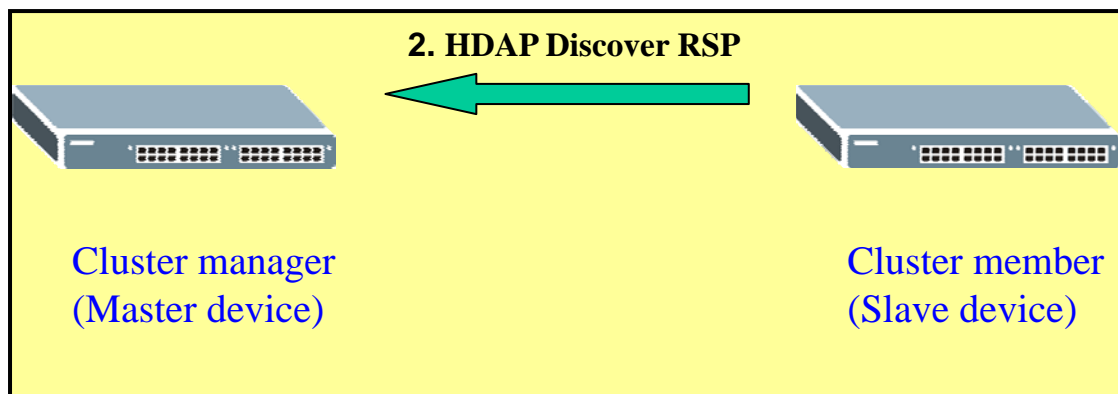 2. HDAP Discover RSP
Cluster manager
(Master device)
Cluster member
(Slave device)